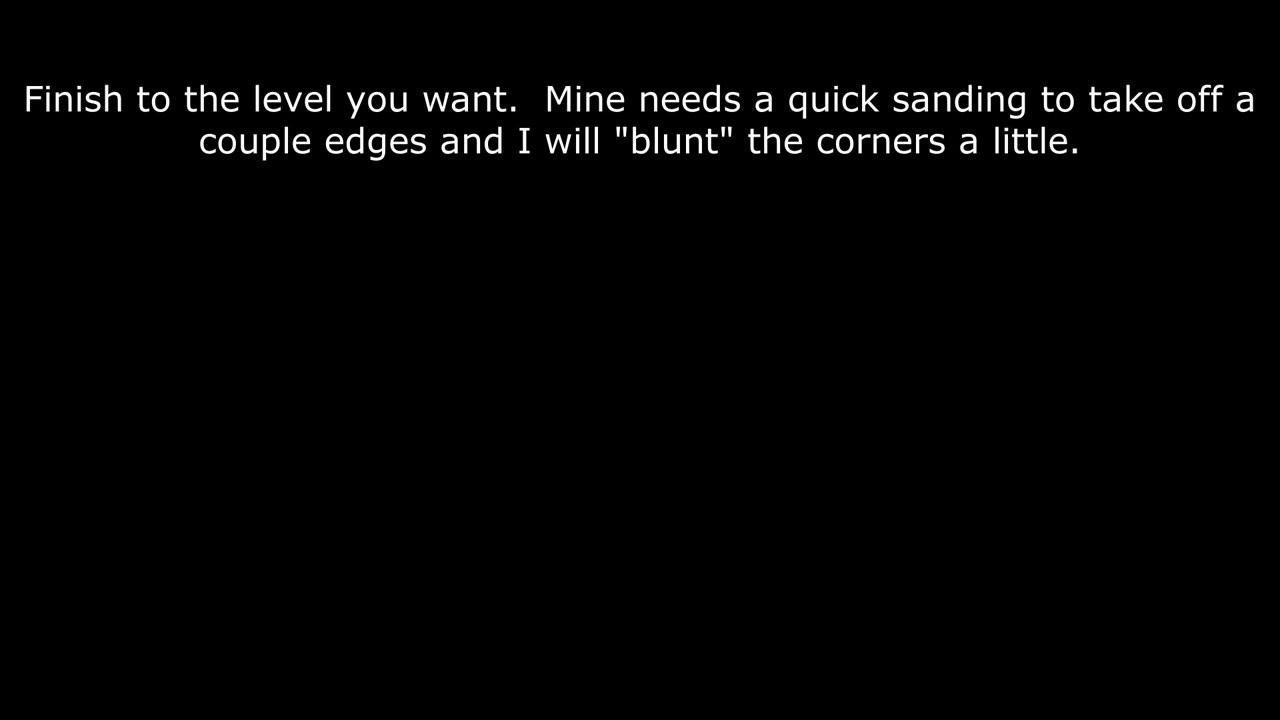 Finish to the level you want.  Mine needs a quick sanding to take off a
couple edges and I will "blunt" the corners a little.